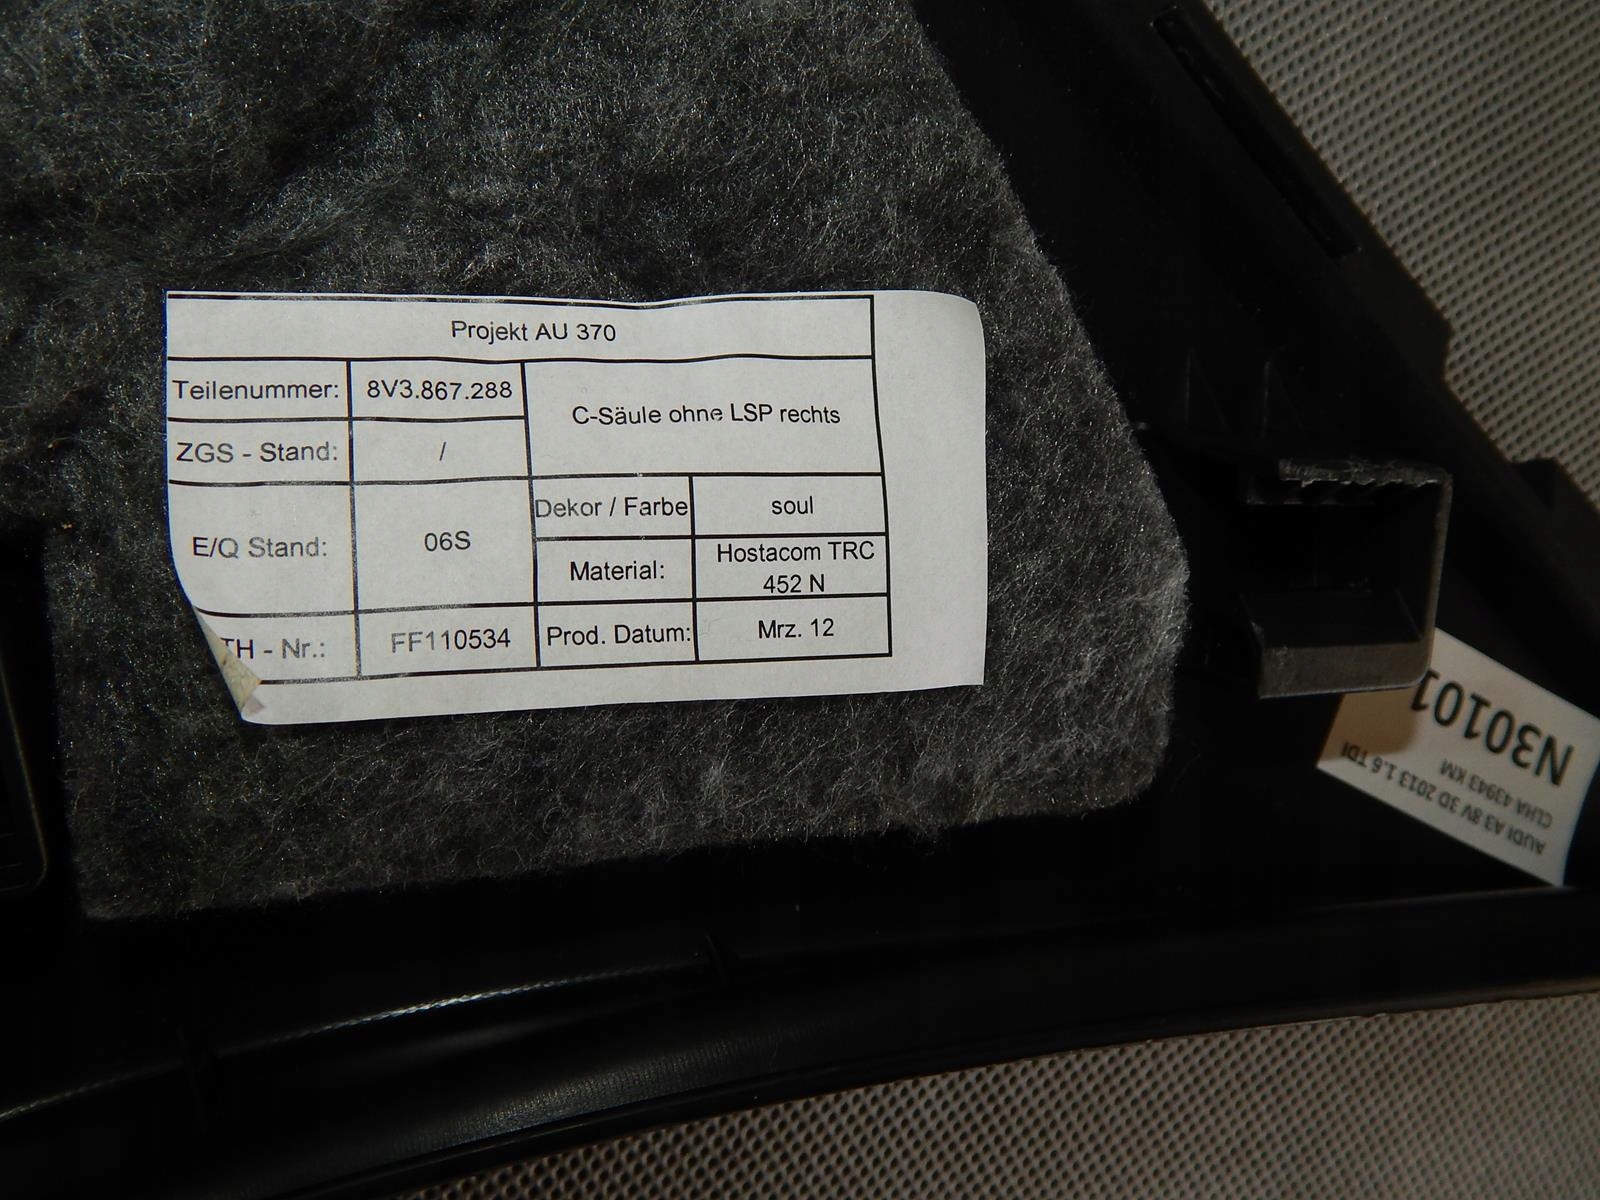 Projekt AU 370
Teilenummer: 8V3.867.288
C-Säule ohne LSP rechts
ZGS - Stand: /
E/Q Stand: 06S
Dekor / Farbe soul
Material: Hostacom TRC
452 N
TH - Nr.: FF110534
Prod. Datum: Mrz. 12
AUDI A3 8V 3D 2013 1.6 TDI
CLHA 43943 KM
N30101